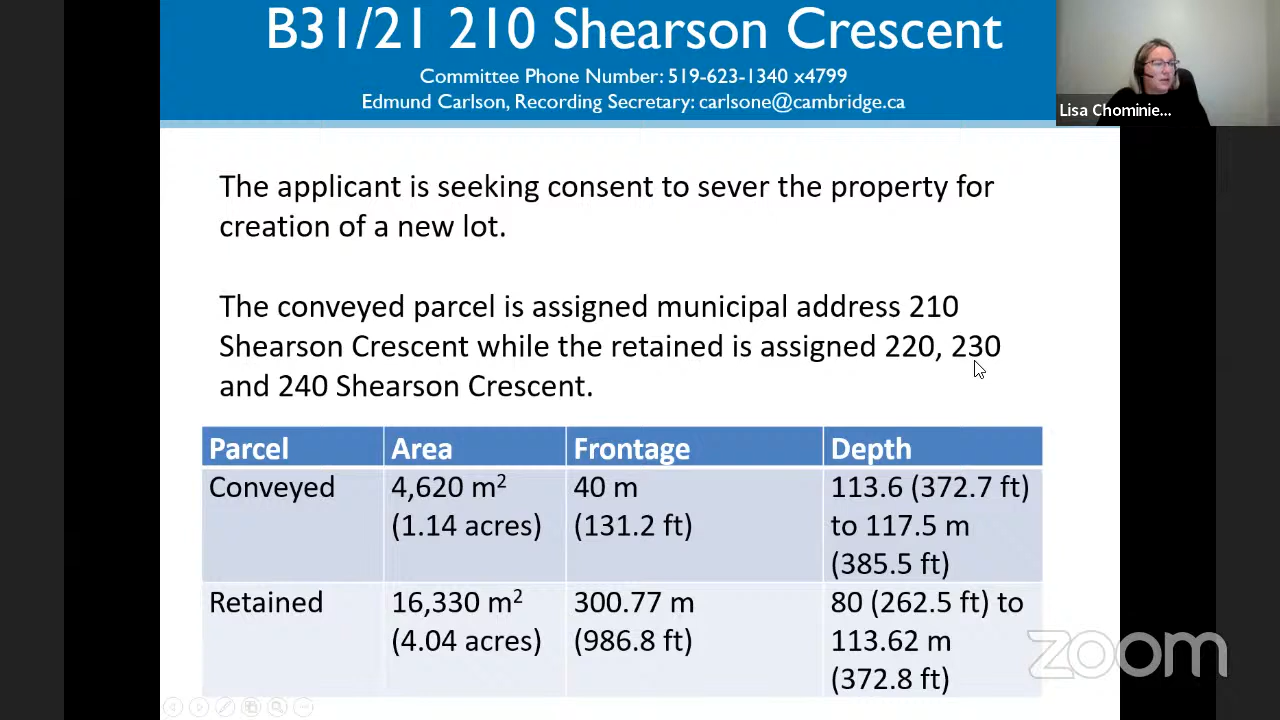 B31/21 210 Shearson Crescent
Committee Phone Number: 519-623-1340 x4799
Edmund Carlson, Recording Secretary: carlsone@cambridge.ca
Lisa Chominie...
The applicant is seeking consent to sever the property for
creation of a new lot.
The conveyed parcel is assigned municipal address 210
Shearson Crescent while the retained is assigned 220, 230
and 240 Shearson Crescent.
Parcel Area Frontage Depth
Conveyed 4,620 m² 40 m 113.6 (372.7 ft)
(1.14 acres) (131.2 ft) to 117.5 m
(385.5 ft)
Retained 16,330 m² 300.77 m 80 (262.5 ft) to
(4.04 acres) (986.8 ft) 113.62 m
(372.8 ft)
zoom